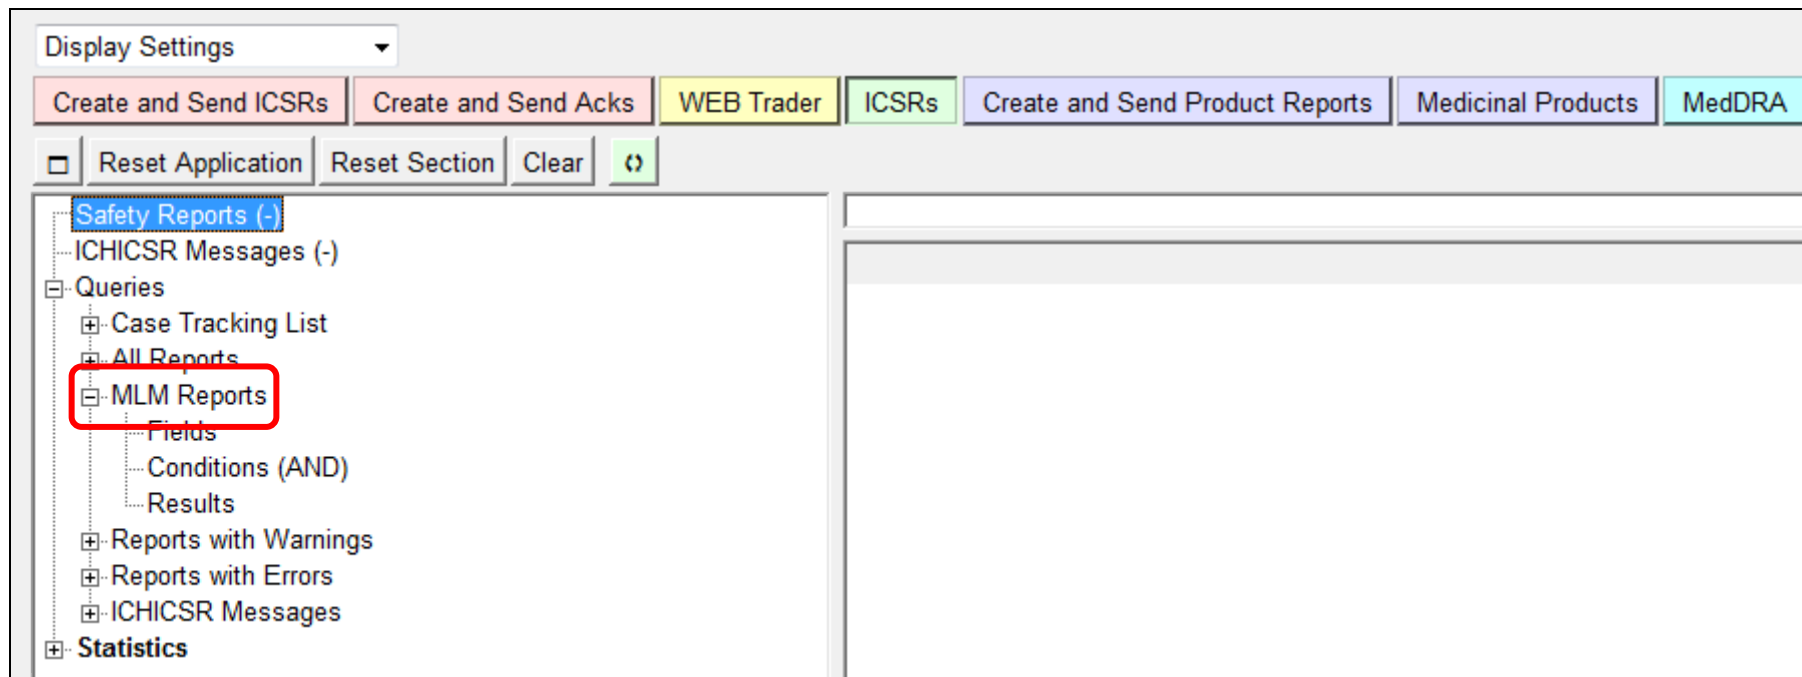 Display Settings
Create and Send ICSRs Create and Send Acks WEB Trader ICSRs Create and Send Product Reports Medicinal Products MedDRA
Reset Application Reset Section Clear
Safety Reports (-)
ICHICSR Messages (-)
Queries
Case Tracking List
All Reports
MLM Reports
Fields
Conditions (AND)
Results
Reports with Warnings
Reports with Errors
ICHICSR Messages
Statistics